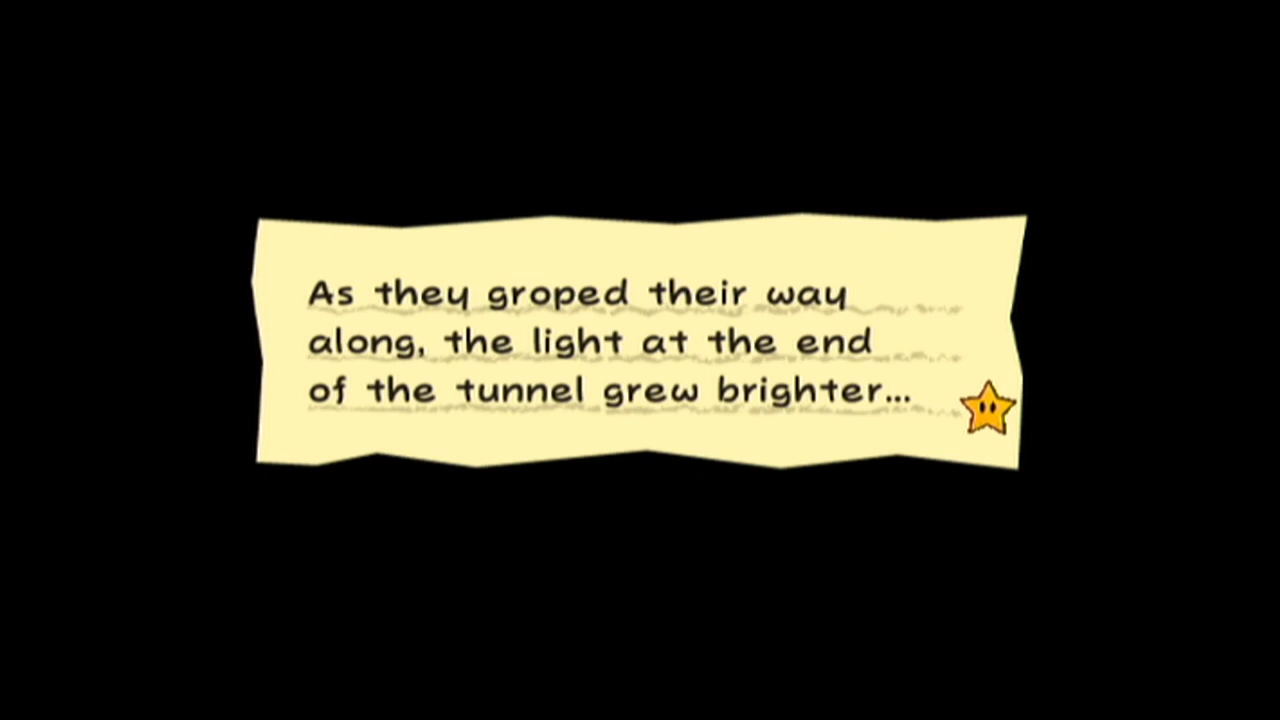 As they groped their way
along, the light at the end
of the tunnel grew brighter...